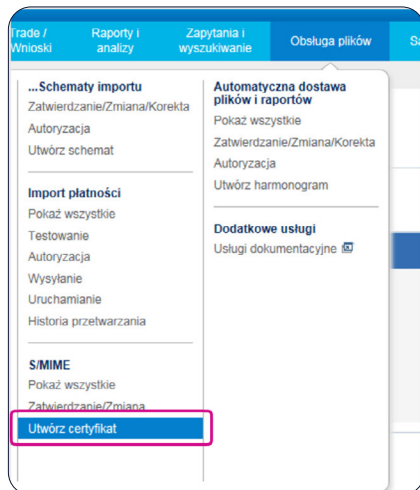 Trade /
Wnioski
Raporty i
analizy
Zapytania i
wyszukiwanie
Obsługa plików
...Schematy importu
Zatwierdzanie/Zmiana/Korekta
Autoryzacja
Utwórz schemat
Import płatności
Pokaż wszystkie
Testowanie
Autoryzacja
Wysyłanie
Uruchamianie
Historia przetwarzania
S/MIME
Pokaż wszystkie
Zatwierdzanie/Zmiana
Utwórz certyfikat
Automatyczna dostawa
plików i raportów
Pokaż wszystkie
Zatwierdzanie/Zmiana/Korekta
Autoryzacja
Utwórz harmonogram
Dodatkowe usługi
Usługi dokumentacyjne